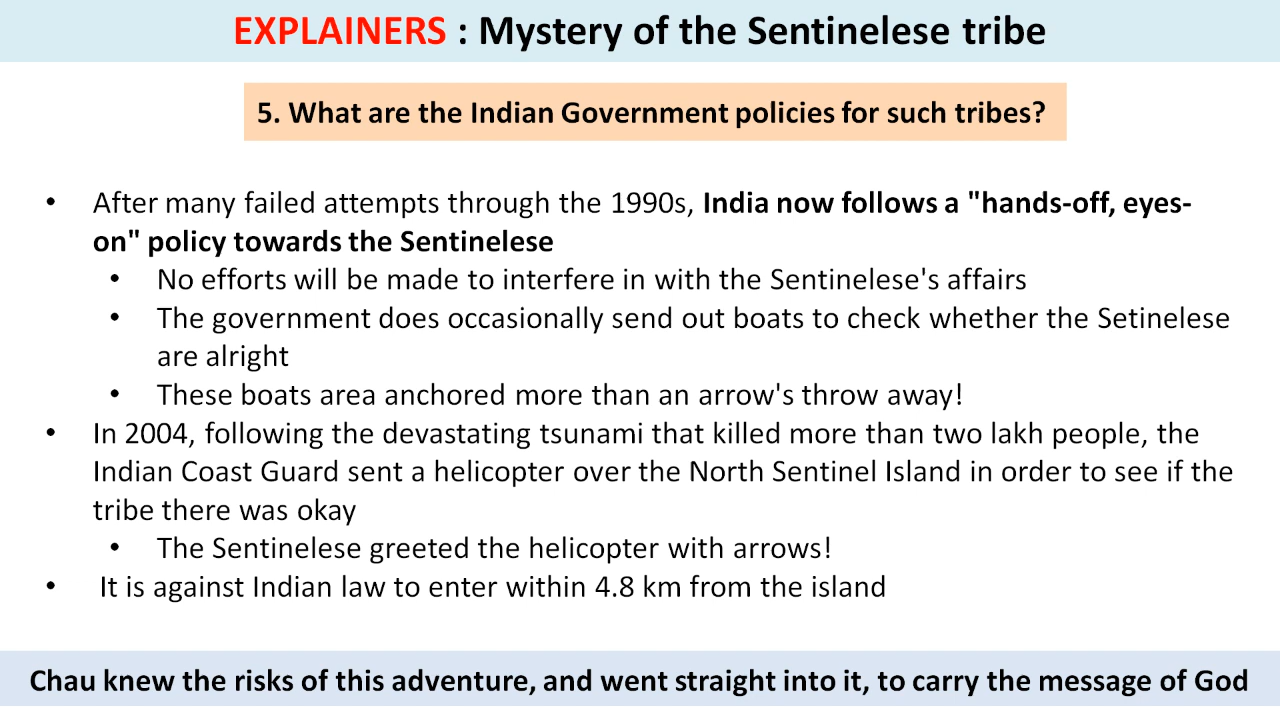 EXPLAINERS : Mystery of the Sentinelese tribe
5. What are the Indian Government policies for such tribes?
• After many failed attempts through the 1990s, India now follows a "hands-off, eyes-
on" policy towards the Sentinelese
• No efforts will be made to interfere in with the Sentinelese's affairs
• The government does occasionally send out boats to check whether the Setinelese
are alright
• These boats area anchored more than an arrow's throw away!
• In 2004, following the devastating tsunami that killed more than two lakh people, the
Indian Coast Guard sent a helicopter over the North Sentinel Island in order to see if the
tribe there was okay
• The Sentinelese greeted the helicopter with arrows!
• It is against Indian law to enter within 4.8 km from the island
Chau knew the risks of this adventure, and went straight into it, to carry the message of God